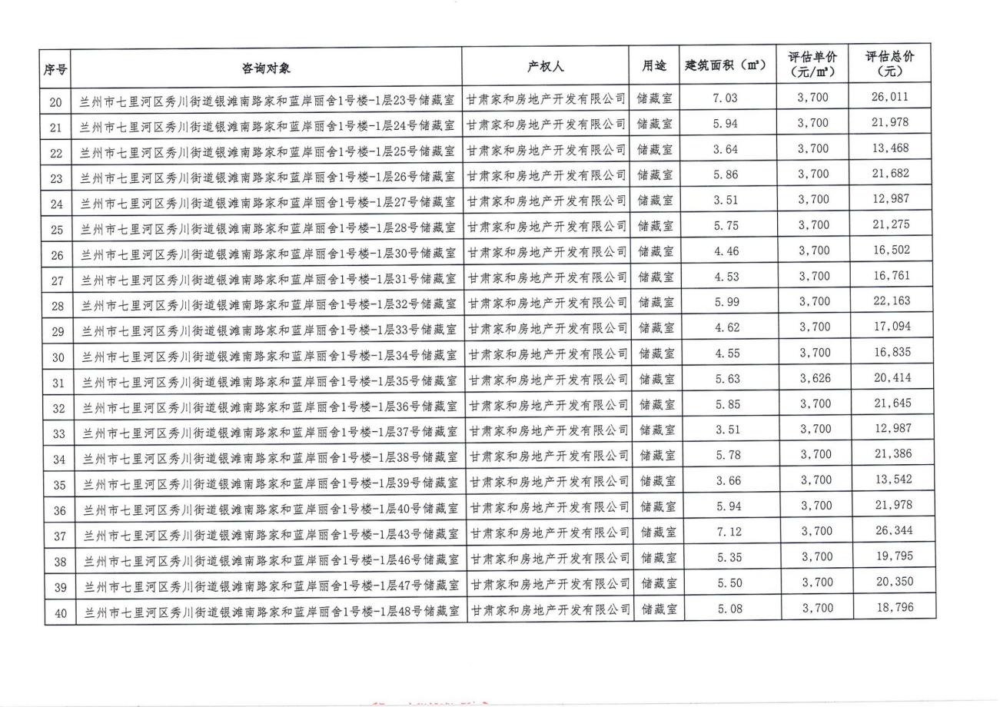 序号 咨询对象 产权人 用途 建筑面积（㎡） 评估单价（元/㎡） 评估总价（元）
20 兰州市七里河区秀川街道银滩南路家和蓝岸丽舍1号楼-1层23号储藏室 甘肃家和房地产开发有限公司 储藏室 7.03 3,700 26,011
21 兰州市七里河区秀川街道银滩南路家和蓝岸丽舍1号楼-1层24号储藏室 甘肃家和房地产开发有限公司 储藏室 5.94 3,700 21,978
22 兰州市七里河区秀川街道银滩南路家和蓝岸丽舍1号楼-1层25号储藏室 甘肃家和房地产开发有限公司 储藏室 3.64 3,700 13,468
23 兰州市七里河区秀川街道银滩南路家和蓝岸丽舍1号楼-1层26号储藏室 甘肃家和房地产开发有限公司 储藏室 5.86 3,700 21,682
24 兰州市七里河区秀川街道银滩南路家和蓝岸丽舍1号楼-1层27号储藏室 甘肃家和房地产开发有限公司 储藏室 3.51 3,700 12,987
25 兰州市七里河区秀川街道银滩南路家和蓝岸丽舍1号楼-1层28号储藏室 甘肃家和房地产开发有限公司 储藏室 5.75 3,700 21,275
26 兰州市七里河区秀川街道银滩南路家和蓝岸丽舍1号楼-1层30号储藏室 甘肃家和房地产开发有限公司 储藏室 4.46 3,700 16,502
27 兰州市七里河区秀川街道银滩南路家和蓝岸丽舍1号楼-1层31号储藏室 甘肃家和房地产开发有限公司 储藏室 4.53 3,700 16,761
28 兰州市七里河区秀川街道银滩南路家和蓝岸丽舍1号楼-1层32号储藏室 甘肃家和房地产开发有限公司 储藏室 5.99 3,700 22,163
29 兰州市七里河区秀川街道银滩南路家和蓝岸丽舍1号楼-1层33号储藏室 甘肃家和房地产开发有限公司 储藏室 4.62 3,700 17,094
30 兰州市七里河区秀川街道银滩南路家和蓝岸丽舍1号楼-1层34号储藏室 甘肃家和房地产开发有限公司 储藏室 4.55 3,700 16,835
31 兰州市七里河区秀川街道银滩南路家和蓝岸丽舍1号楼-1层35号储藏室 甘肃家和房地产开发有限公司 储藏室 5.63 3,626 20,414
32 兰州市七里河区秀川街道银滩南路家和蓝岸丽舍1号楼-1层36号储藏室 甘肃家和房地产开发有限公司 储藏室 5.85 3,700 21,645
33 兰州市七里河区秀川街道银滩南路家和蓝岸丽舍1号楼-1层37号储藏室 甘肃家和房地产开发有限公司 储藏室 3.51 3,700 12,987
34 兰州市七里河区秀川街道银滩南路家和蓝岸丽舍1号楼-1层38号储藏室 甘肃家和房地产开发有限公司 储藏室 5.78 3,700 21,386
35 兰州市七里河区秀川街道银滩南路家和蓝岸丽舍1号楼-1层39号储藏室 甘肃家和房地产开发有限公司 储藏室 3.66 3,700 13,542
36 兰州市七里河区秀川街道银滩南路家和蓝岸丽舍1号楼-1层40号储藏室 甘肃家和房地产开发有限公司 储藏室 5.94 3,700 21,978
37 兰州市七里河区秀川街道银滩南路家和蓝岸丽舍1号楼-1层43号储藏室 甘肃家和房地产开发有限公司 储藏室 7.12 3,700 26,344
38 兰州市七里河区秀川街道银滩南路家和蓝岸丽舍1号楼-1层46号储藏室 甘肃家和房地产开发有限公司 储藏室 5.35 3,700 19,795
39 兰州市七里河区秀川街道银滩南路家和蓝岸丽舍1号楼-1层47号储藏室 甘肃家和房地产开发有限公司 储藏室 5.50 3,700 20,350
40 兰州市七里河区秀川街道银滩南路家和蓝岸丽舍1号楼-1层48号储藏室 甘肃家和房地产开发有限公司 储藏室 5.08 3,700 18,796